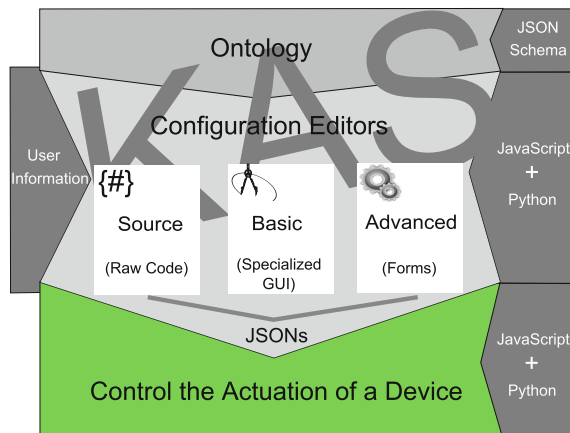 Ontology
JSON
Schema
KAS
Configuration Editors
User
Information
JavaScript
+
Python
{#}
Source
(Raw Code)
Basic
(Specialized
GUI)
Advanced
(Forms)
JSONs
Control the Actuation of a Device
JavaScript
+
Python